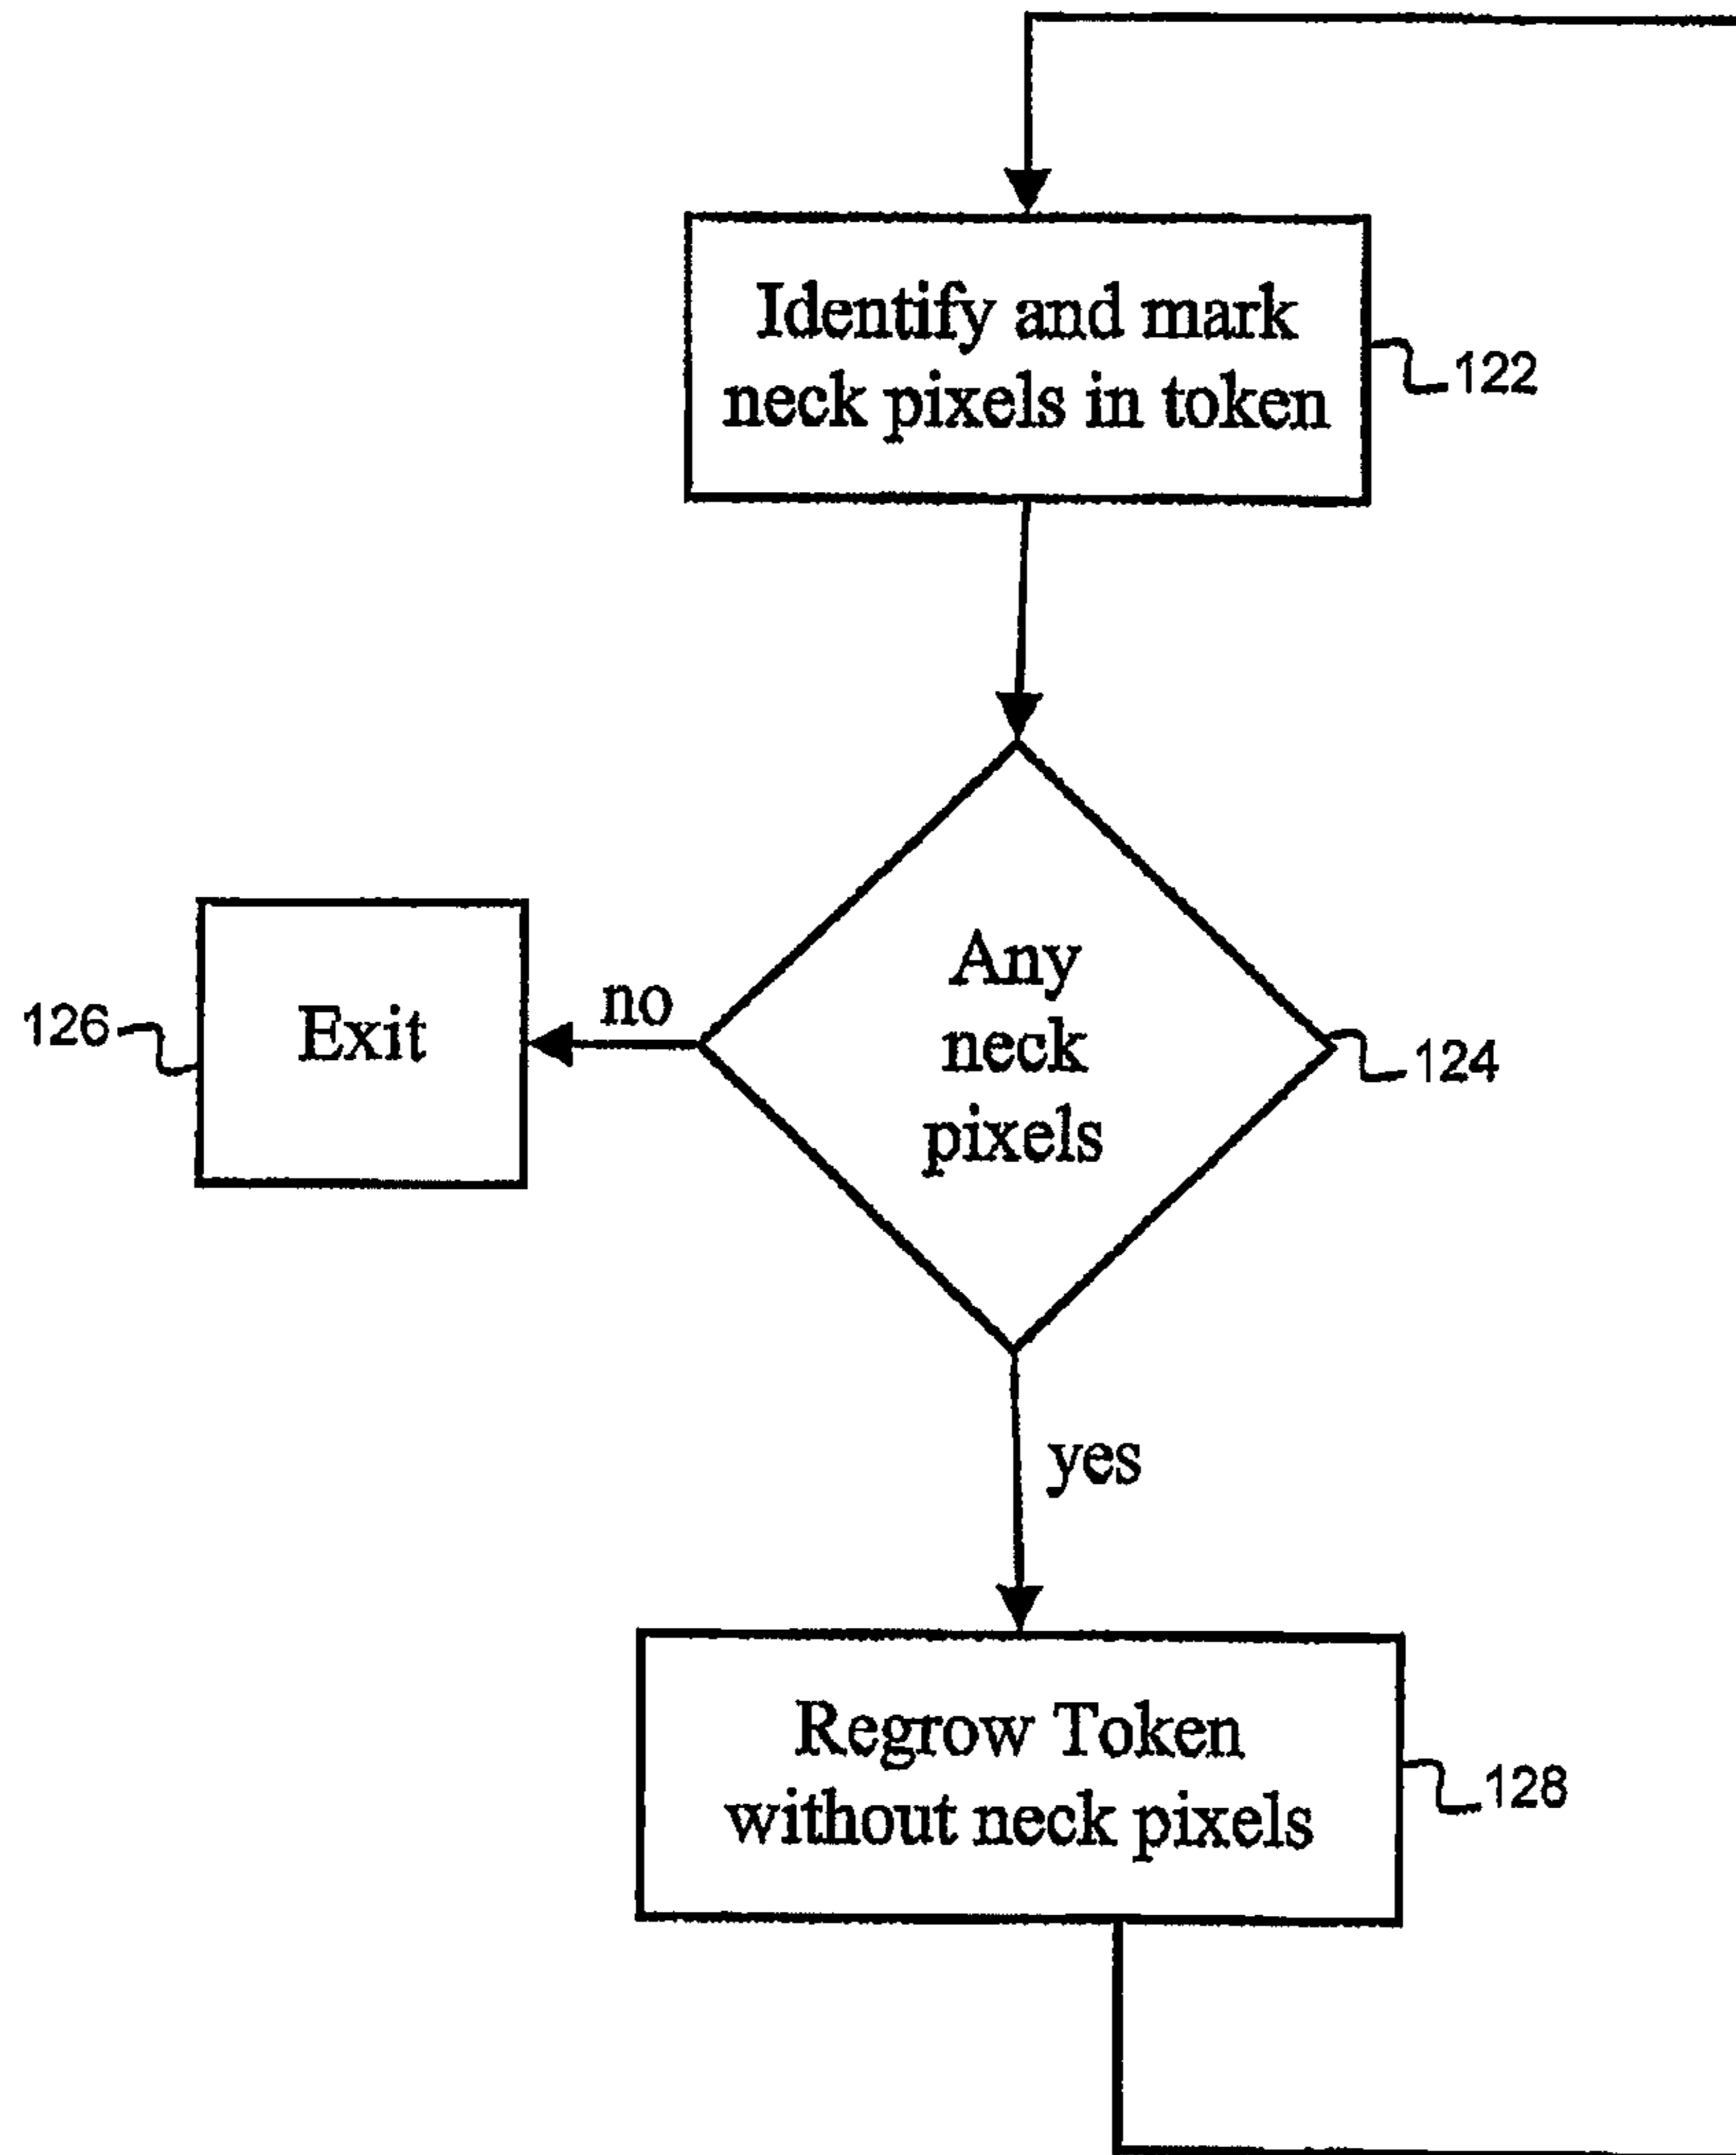 Identify and mark
neck pixels in token
122
Any
neck
pixels
124
no
Exit
126
yes
Regrow Token
without neck pixels
128